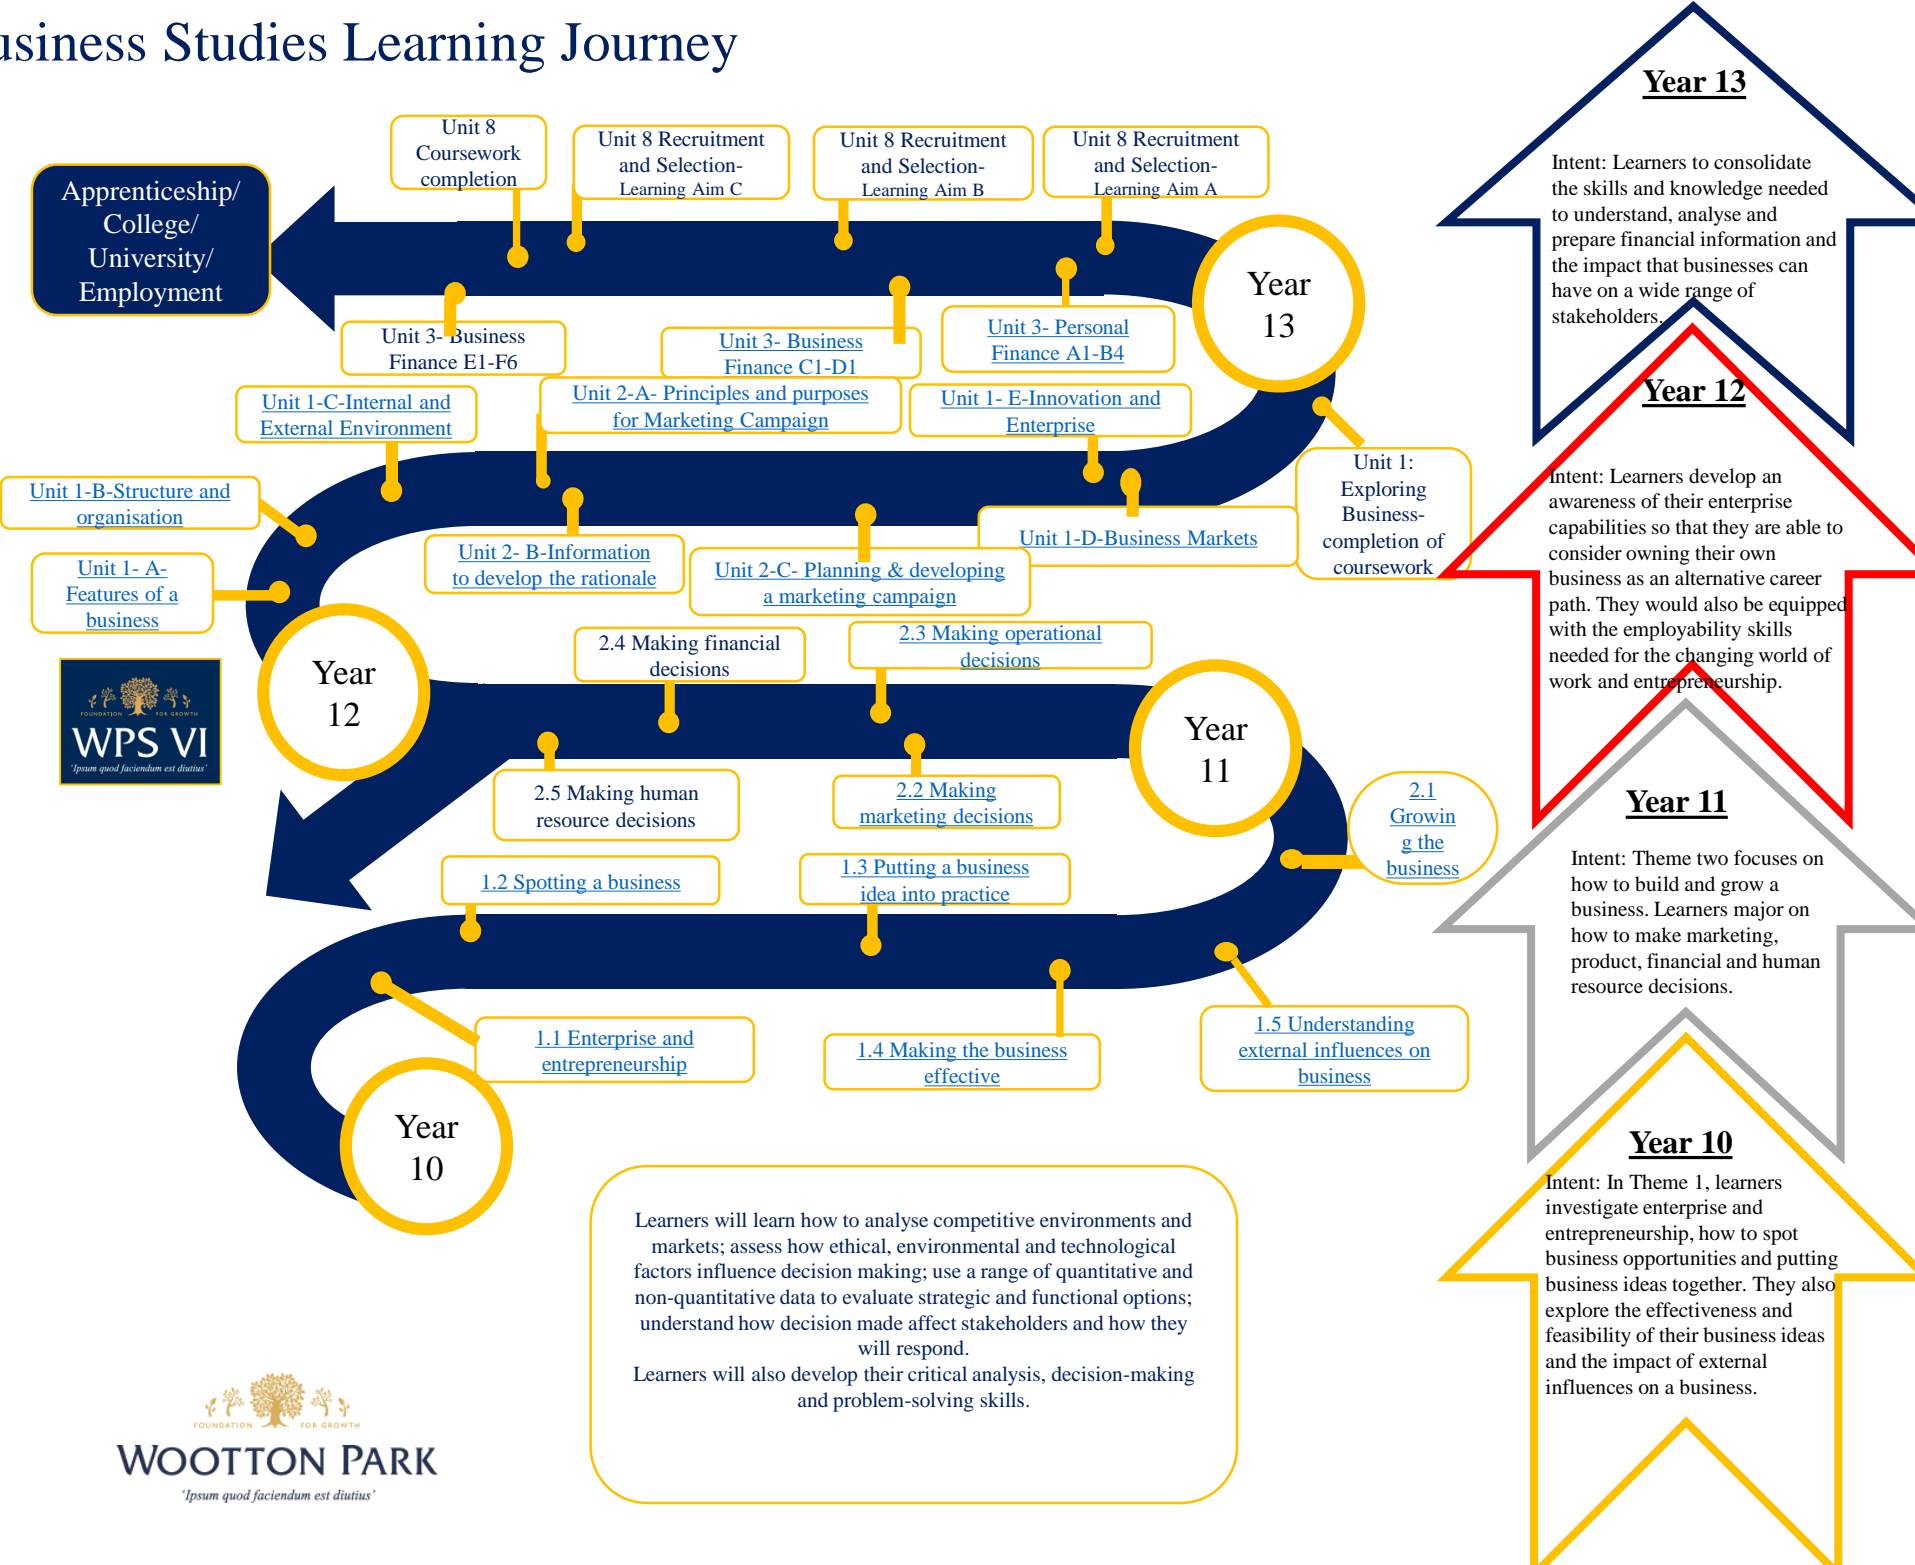 usiness Studies Learning Journey
Unit 8
Coursework
completion
Unit 8 Recruitment
and Selection-
Learning Aim C
Unit 8 Recruitment
and Selection-
Learning Aim B
Unit 8 Recruitment
and Selection-
Learning Aim A
Apprenticeship/
College/
University/
Employment
Year
13
Unit 3- Business
Finance E1-F6
Unit 3- Business
Finance C1-D1
Unit 3- Personal
Finance A1-B4
Unit 1-C-Internal and
External Environment
Unit 2-A- Principles and purposes
for Marketing Campaign
Unit 1- E-Innovation and
Enterprise
Unit 1:
Exploring
Business-
completion of
coursework
Unit 1-B-Structure and
organisation
Unit 2- B-Information
to develop the rationale
Unit 2-C- Planning & developing
a marketing campaign
Unit 1-D-Business Markets
Unit 1- A-
Features of a
business
Year
12
2.4 Making financial
decisions
2.3 Making operational
decisions
Year
11
FOUNDATION FOR GROWTH
WPS VI
'Ipsum quod faciendum est diutius'
2.5 Making human
resource decisions
2.2 Making
marketing decisions
2.1
Growin
g the
business
1.2 Spotting a business
1.3 Putting a business
idea into practice
1.1 Enterprise and
entrepreneurship
1.4 Making the business
effective
1.5 Understanding
external influences on
business
Year
10
Learners will learn how to analyse competitive environments and
markets; assess how ethical, environmental and technological
factors influence decision making; use a range of quantitative and
non-quantitative data to evaluate strategic and functional options;
understand how decision made affect stakeholders and how they
will respond.
Learners will also develop their critical analysis, decision-making
and problem-solving skills.
FOUNDATION FOR GROWTH
WOOTTON PARK
'Ipsum quod faciendum est diutius'
Year 13
Intent: Learners to consolidate
the skills and knowledge needed
to understand, analyse and
prepare financial information and
the impact that businesses can
have on a wide range of
stakeholders.
Year 12
Intent: Learners develop an
awareness of their enterprise
capabilities so that they are able to
consider owning their own
business as an alternative career
path. They would also be equipped
with the employability skills
needed for the changing world of
work and entrepreneurship.
Year 11
Intent: Theme two focuses on
how to build and grow a
business. Learners major on
how to make marketing,
product, financial and human
resource decisions.
Year 10
Intent: In Theme 1, learners
investigate enterprise and
entrepreneurship, how to spot
business opportunities and putting
business ideas together. They also
explore the effectiveness and
feasibility of their business ideas
and the impact of external
influences on a business.